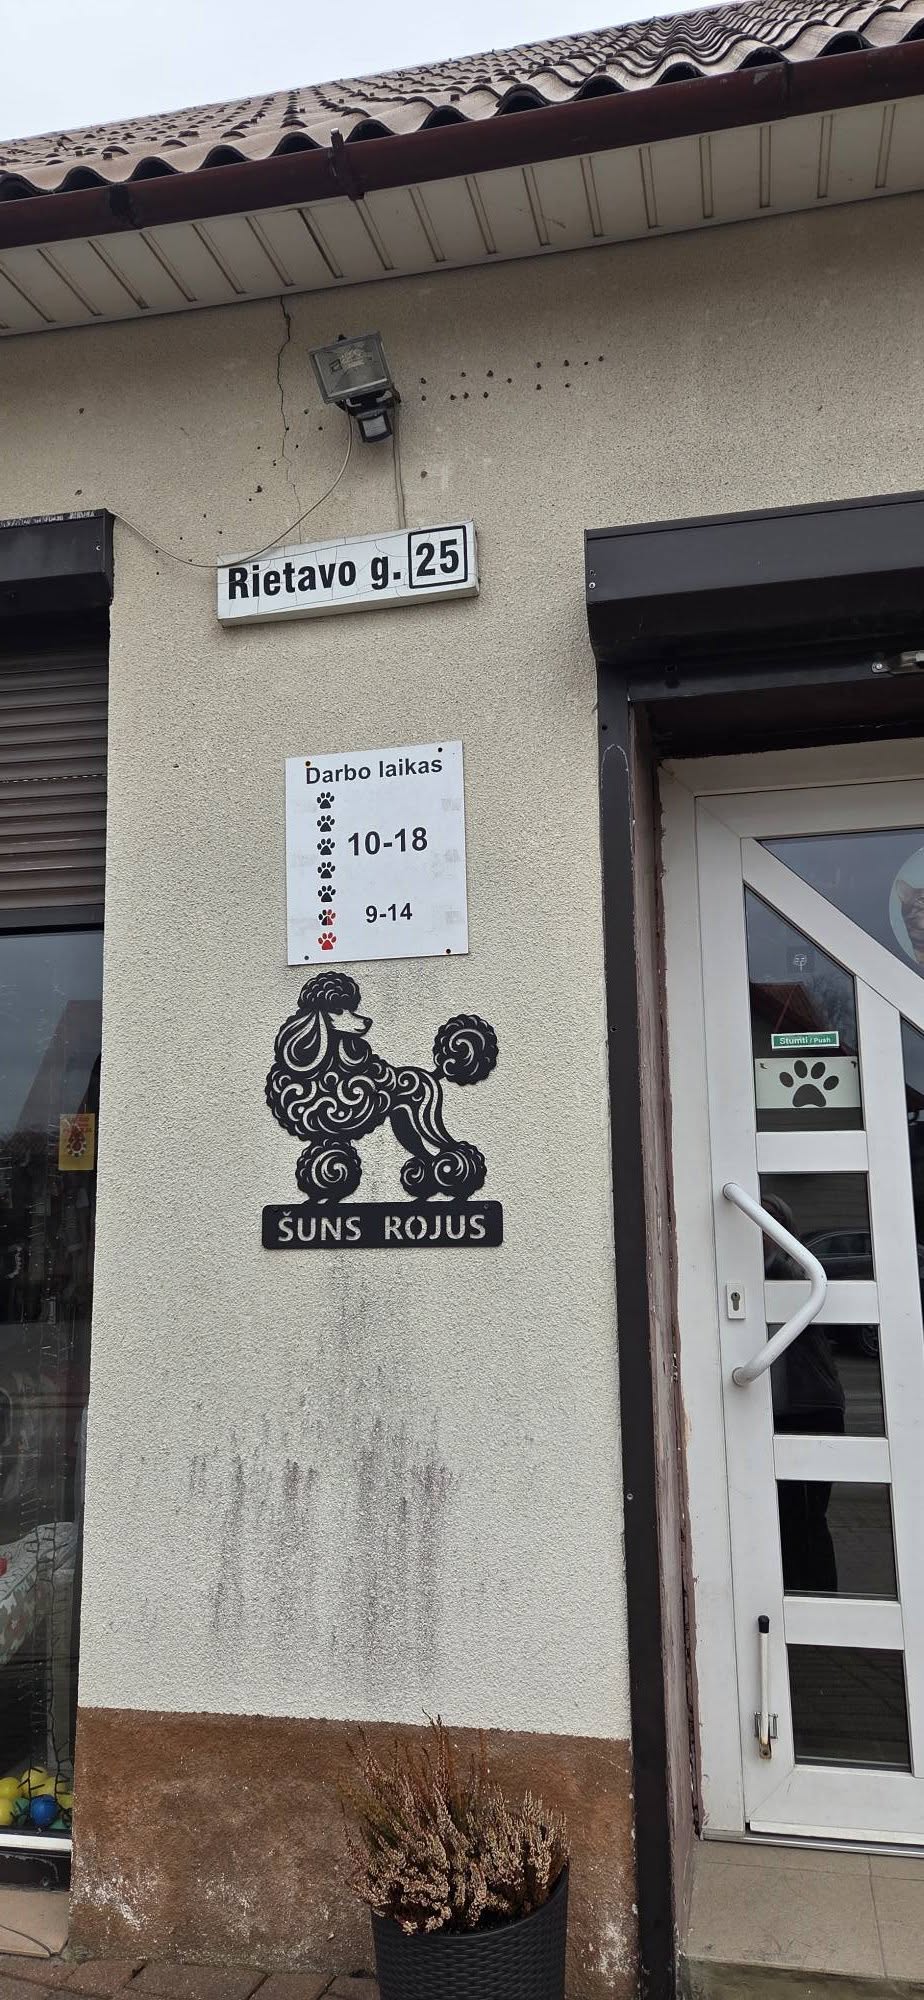 Rietavo g. 25
Darbo laikas
10-18
9-14
ŠUNS ROJUS
Stumti / Push